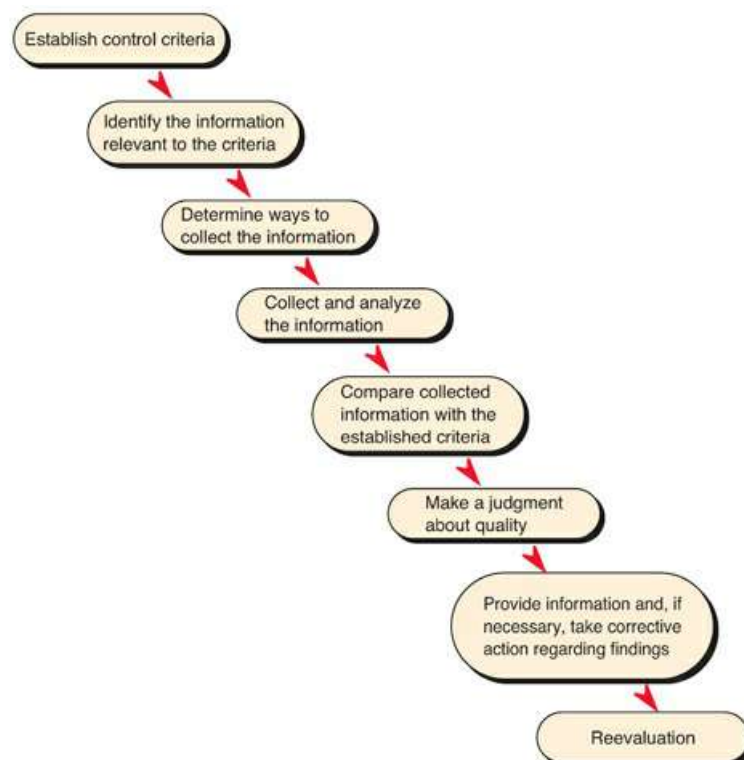 Establish control criteria
Identify the information
relevant to the criteria
Determine ways to
collect the information
Collect and analyze
the information
Compare collected
information with the
established criteria
Make a judgment
about quality
Provide information and, if
necessary, take corrective
action regarding findings
Reevaluation